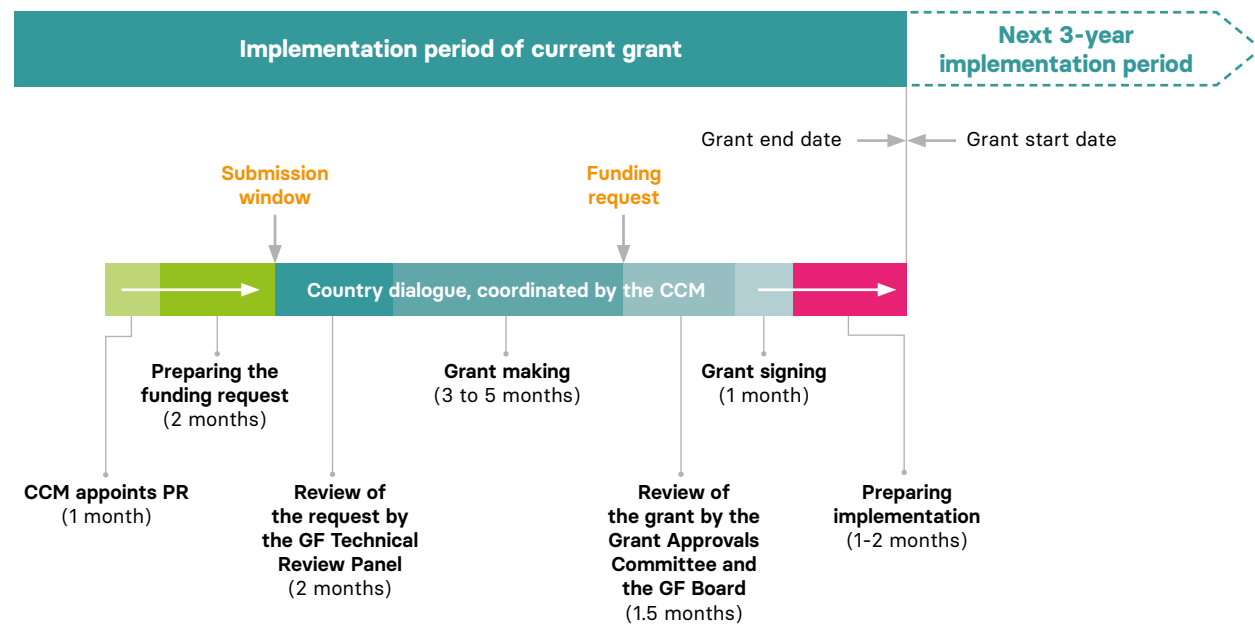 Implementation period of current grant
Next 3-year
implementation period
Grant end date
Grant start date
Submission
window
Funding
request
Country dialogue, coordinated by the CCM
Preparing the
funding request
(2 months)
Grant making
(3 to 5 months)
Grant signing
(1 month)
CCM appoints PR
(1 month)
Review of
the request by
the GF Technical
Review Panel
(2 months)
Review of
the grant by the
Grant Approvals
Committee and
the GF Board
(1.5 months)
Preparing
implementation
(1-2 months)